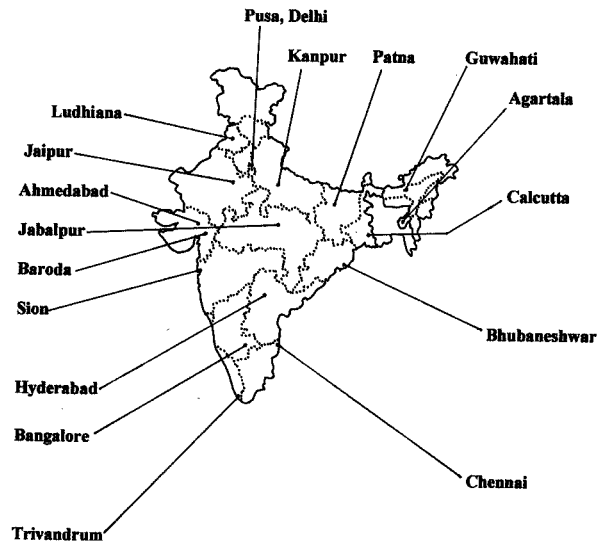 Pusa, Delhi
Kanpur
Patna
Guwahati
Agartala
Ludhiana
Jaipur
Ahmedabad
Calcutta
Jabalpur
Baroda
Sion
Bhubaneshwar
Hyderabad
Bangalore
Chennai
Trivandrum